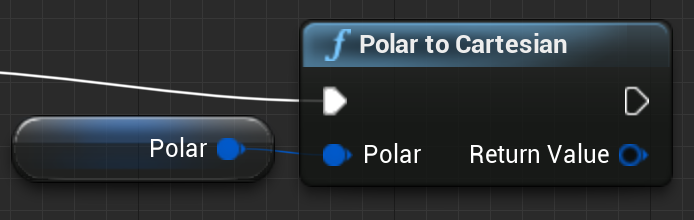 ƒ Polar to Cartesian
Polar
Polar
Return Value